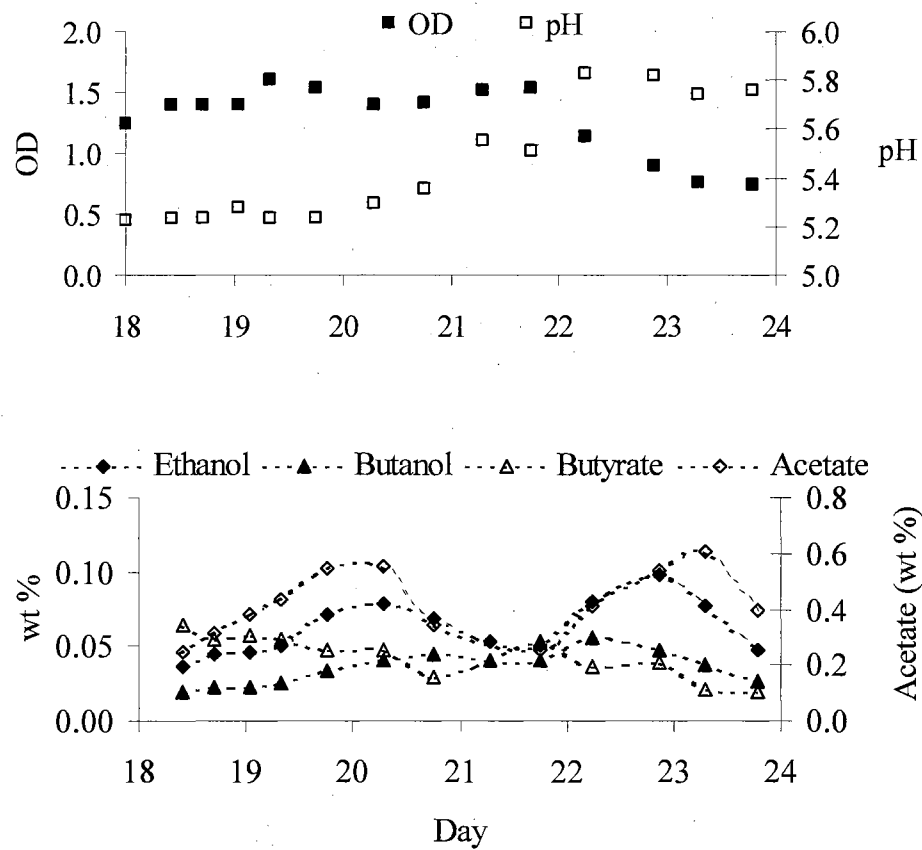 OD pH
2.0 6.0
1.5 5.8
1.0 5.6
0.5 5.4
0.0 5.2
5.0
OD
pH
18 19 20 21 22 23 24
Ethanol Butanol Butyrate Acetate
0.15 0.8
0.10 0.6
0.05 0.4
0.00 0.2
0.0
wt %
Acetate (wt %)
18 19 20 21 22 23 24
Day